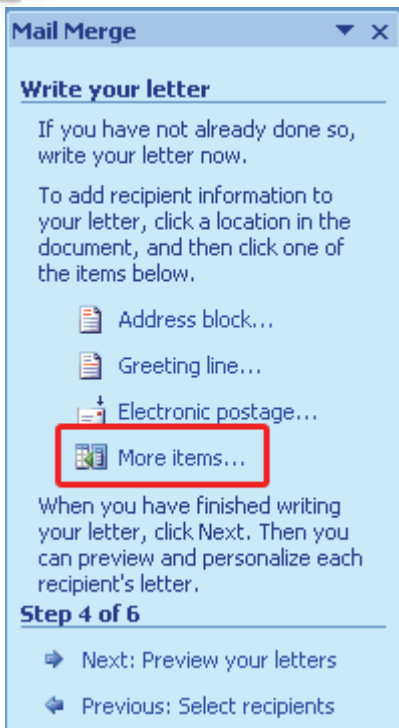 Mail Merge
Write your letter
If you have not already done so,
write your letter now.
To add recipient information to
your letter, click a location in the
document, and then click one of
the items below.
Address block...
Greeting line...
Electronic postage...
More items...
When you have finished writing
your letter, click Next. Then you
can preview and personalize each
recipient's letter.
Step 4 of 6
Next: Preview your letters
Previous: Select recipients